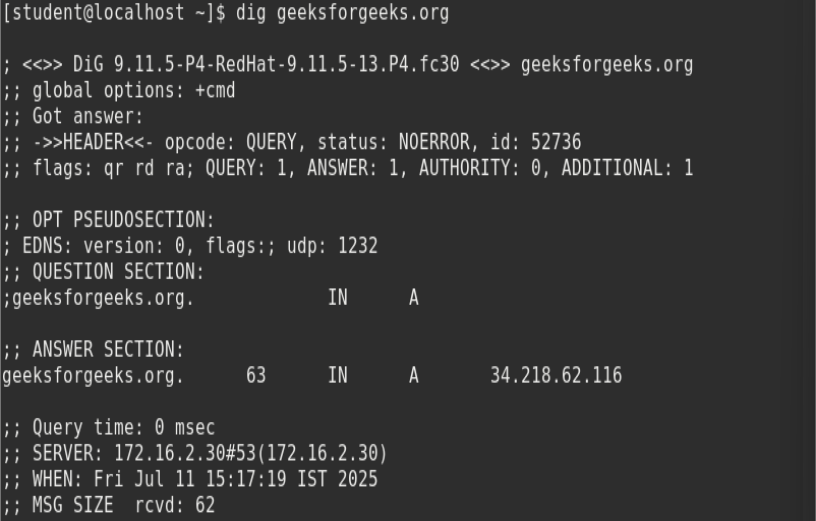 [student@localhost ~]$ dig geeksforgeeks.org
; <<>> DiG 9.11.5-P4-RedHat-9.11.5-13.P4.fc30 <<>> geeksforgeeks.org
;; global options: +cmd
;; Got answer:
;; ->>HEADER<<- opcode: QUERY, status: NOERROR, id: 52736
;; flags: qr rd ra; QUERY: 1, ANSWER: 1, AUTHORITY: 0, ADDITIONAL: 1
;; OPT PSEUDOSECTION:
; EDNS: version: 0, flags:; udp: 1232
;; QUESTION SECTION:
;geeksforgeeks.org. IN A
;; ANSWER SECTION:
geeksforgeeks.org. 63 IN A 34.218.62.116
;; Query time: 0 msec
;; SERVER: 172.16.2.30#53(172.16.2.30)
;; WHEN: Fri Jul 11 15:17:19 IST 2025
;; MSG SIZE  rcvd: 62